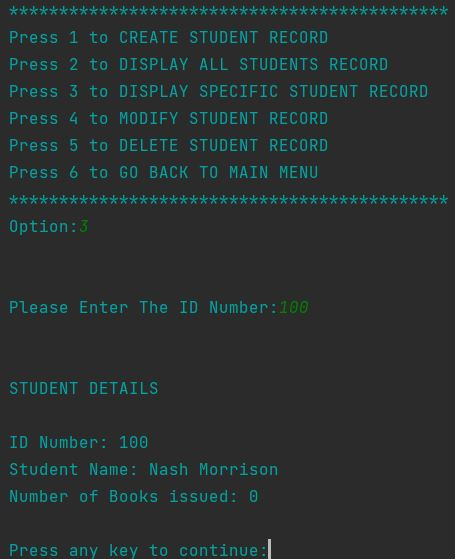 ********************************************
Press 1 to CREATE STUDENT RECORD
Press 2 to DISPLAY ALL STUDENTS RECORD
Press 3 to DISPLAY SPECIFIC STUDENT RECORD
Press 4 to MODIFY STUDENT RECORD
Press 5 to DELETE STUDENT RECORD
Press 6 to GO BACK TO MAIN MENU
********************************************
Option:3
Please Enter The ID Number:100
STUDENT DETAILS
ID Number: 100
Student Name: Nash Morrison
Number of Books issued: 0
Press any key to continue: